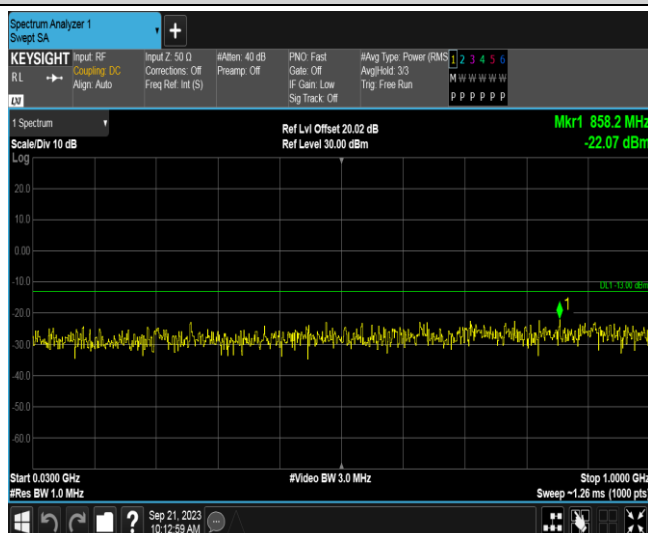 Spectrum Analyzer 1
Swept SA
+
KEYSIGHT
RL
LXI
Input: RF
Coupling: DC
Align: Auto
Input Z: 50 Ω
Corrections: Off
Freq Ref: Int (S)
#Atten: 40 dB
Preamp: Off
PNO: Fast
Gate: Off
IF Gain: Low
Sig Track: Off
#Avg Type: Power (RMS
Avg|Hold: 3/3
Trig: Free Run
1 2 3 4 5 6
M W W W W W
P P P P P P
1 Spectrum
Scale/Div 10 dB
Log
Ref Lvl Offset 20.02 dB
Ref Level 30.00 dBm
Mkr1 858.2 MHz
-22.07 dBm
20.0
10.0
0.00
-10.0
-20.0
-30.0
-40.0
-50.0
-60.0
DL1 -13.00 dBm
1
Start 0.0300 GHz
#Res BW 1.0 MHz
#Video BW 3.0 MHz
Stop 1.0000 GHz
Sweep ~1.26 ms (1000 pts)
?
Sep 21, 2023
10:12:59 AM